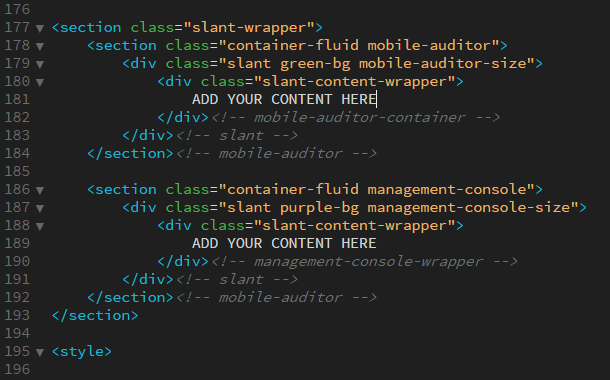 176
177 <section class="slant-wrapper">
178 <section class="container-fluid mobile-auditor">
179 <div class="slant green-bg mobile-auditor-size">
180 <div class="slant-content-wrapper">
181 ADD YOUR CONTENT HERE
182 </div><!-- mobile-auditor-container -->
183 </div><!-- slant -->
184 </section><!-- mobile-auditor -->
185
186 <section class="container-fluid management-console">
187 <div class="slant purple-bg management-console-size">
188 <div class="slant-content-wrapper">
189 ADD YOUR CONTENT HERE
190 </div><!-- management-console-wrapper -->
191 </div><!-- slant -->
192 </section><!-- mobile-auditor -->
193 </section>
194
195 <style>
196